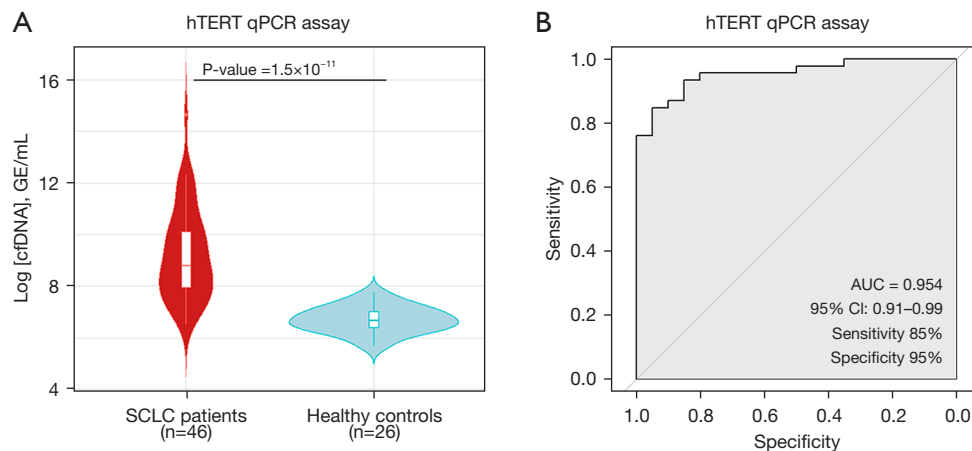 A
hTERT qPCR assay
P-value =1.5×10⁻¹¹
Log [cfDNA], GE/mL
16
12
8
4
SCLC patients
(n=46)
Healthy controls
(n=26)
B
hTERT qPCR assay
Sensitivity
1.0
0.8
0.6
0.4
0.2
0.0
AUC = 0.954
95% CI: 0.91–0.99
Sensitivity 85%
Specificity 95%
1.0 0.8 0.6 0.4 0.2 0.0
Specificity